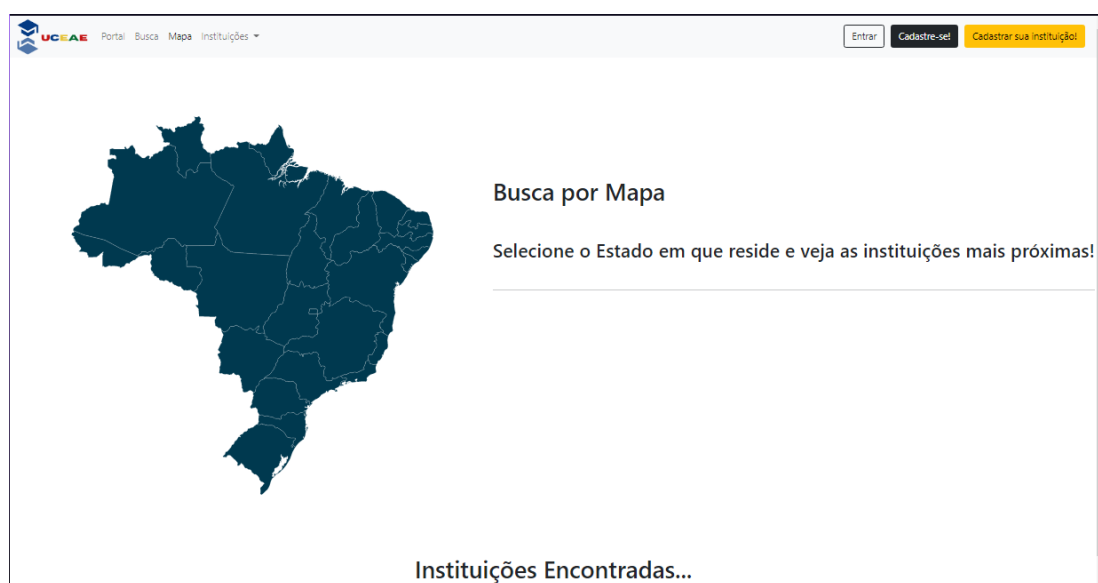 UCEAE Portal Busca Mapa Instituições Entrar Cadastre-se! Cadastrar sua instituição!
Busca por Mapa
Selecione o Estado em que reside e veja as instituições mais próximas!
Instituições Encontradas...